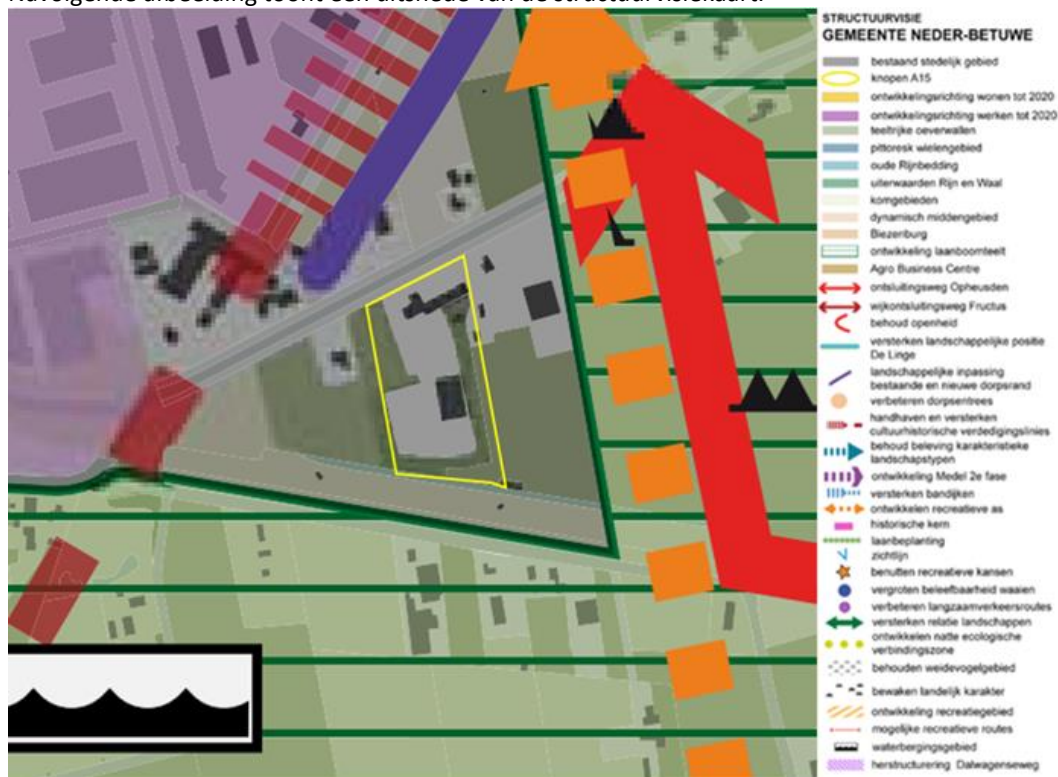 Navolgende afbeelding toont een uitsnede van de structuurvisiekaart.
STRUCTUURVISIE
GEMEENTE NEDER-BETUWE
bestaand stedelijk gebied
knopen A15
ontwikkelingsrichting wonen tot 2020
ontwikkelingsrichting werken tot 2020
teeltrijke oeverwallen
pittoresk wielengebied
oude Rijnbedding
uiterwaarden Rijn en Waal
komgebieden
dynamisch middengebied
Biezenburg
ontwikkeling laanboomteelt
Agro Business Centre
ontsluitingsweg Opheusden
wijkontsluitingsweg Fructus
behoud openheid
versterken landschappelijke positie
De Linge
landschappelijke inpassing
bestaande en nieuwe dorpsrand
verbeteren dorpsentrees
handhaven en versterken
cultuurhistorische verdedigingslinies
behoud beleving karakteristieke
landschapstypen
ontwikkeling Medel 2e fase
versterken bandijken
ontwikkelen recreatieve as
historische kern
laanbeplanting
zichtlijn
benutten recreatieve kansen
vergroten beleefbaarheid waaien
verbeteren langzaamverkeersroutes
versterken relatie landschappen
ontwikkelen natte ecologische
verbindingszone
behouden weidevogelgebied
bewaken landelijk karakter
ontwikkeling recreatiegebied
mogelijke recreatieve routes
waterbergingsgebied
herstructurering Dalwagenseweg